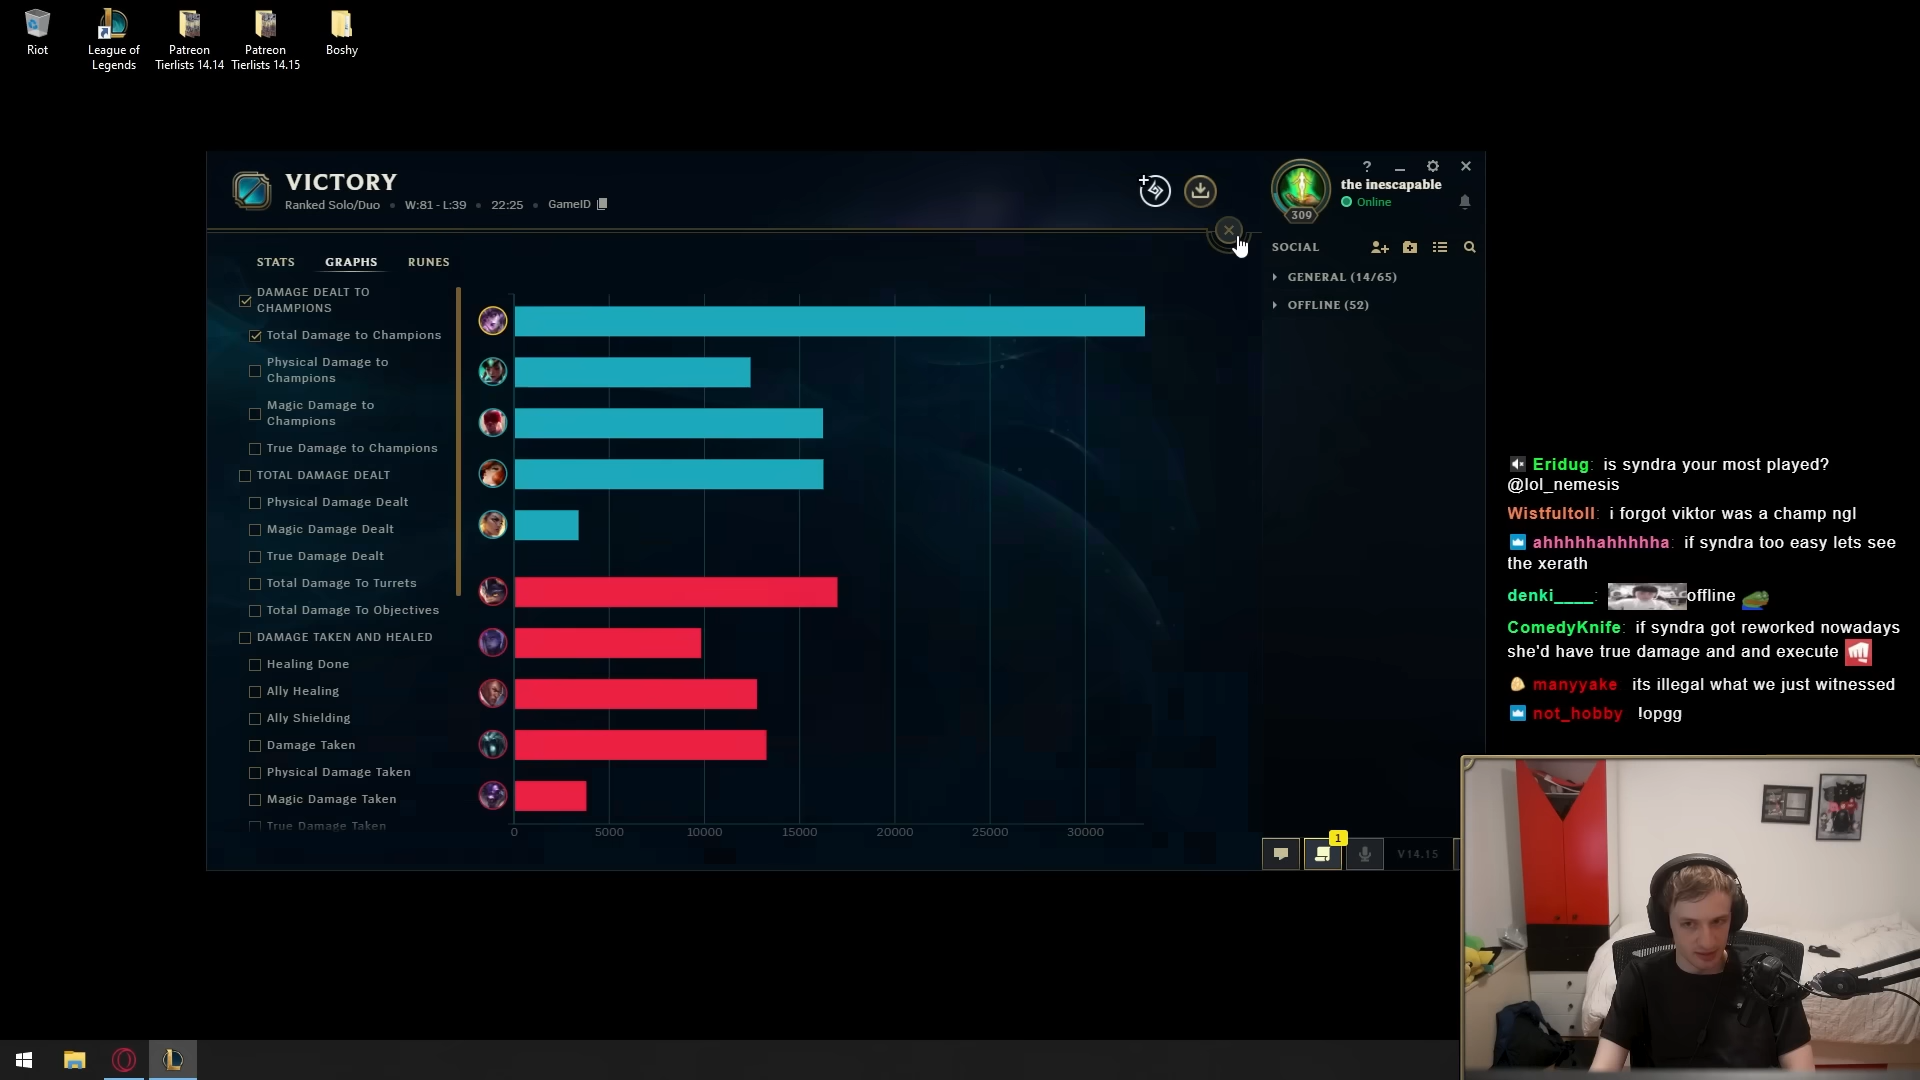 Riot
League of
Legends
Patreon
Tierlists 14.14
Patreon
Tierlists 14.15
Boshy
VICTORY
Ranked Solo/Duo • W:81 - L:39 • 22:25 • GameID
the inescapable
Online
309
SOCIAL
GENERAL (14/65)
OFFLINE (52)
STATS GRAPHS RUNES
DAMAGE DEALT TO
CHAMPIONS
Total Damage to Champions
Physical Damage to
Champions
Magic Damage to
Champions
True Damage to Champions
TOTAL DAMAGE DEALT
Physical Damage Dealt
Magic Damage Dealt
True Damage Dealt
Total Damage To Turrets
Total Damage To Objectives
DAMAGE TAKEN AND HEALED
Healing Done
Ally Healing
Ally Shielding
Damage Taken
Physical Damage Taken
Magic Damage Taken
True Damage Taken
0 5000 10000 15000 20000 25000 30000
1
V14.15
Eridug: is syndra your most played?
@lol_nemesis
Wistfultoll: i forgot viktor was a champ ngl
ahhhhhahhhhha: if syndra too easy lets see
the xerath
denki____: offline
ComedyKnife: if syndra got reworked nowadays
she'd have true damage and and execute
manyyake its illegal what we just witnessed
not_hobby !opgg